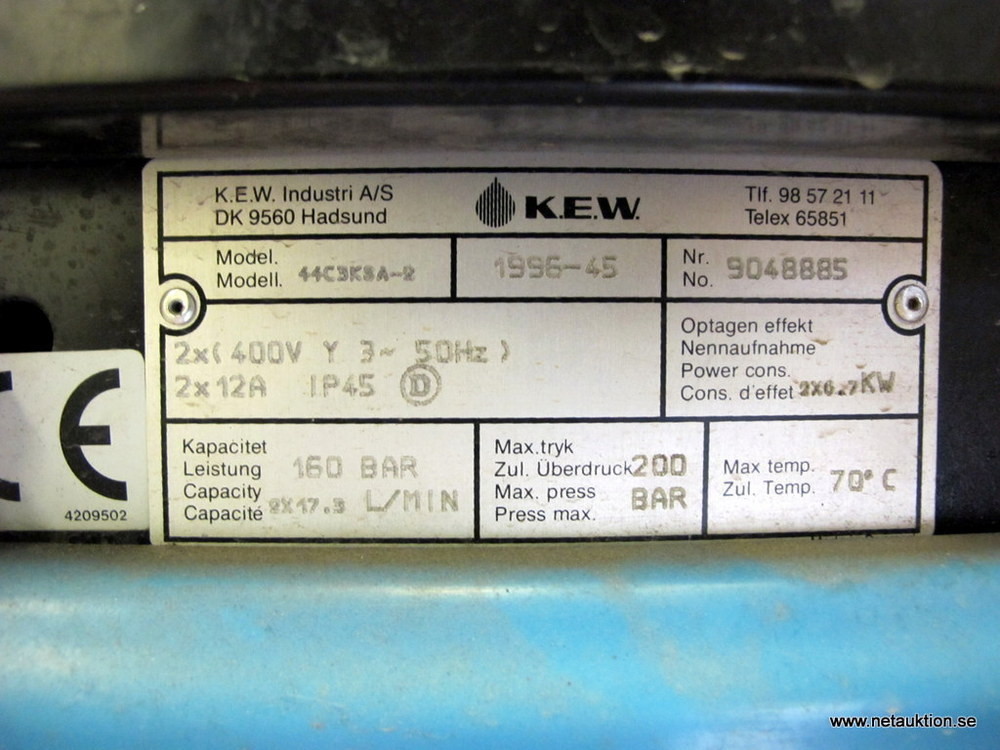 K.E.W. Industri A/S
DK 9560 Hadsund
K.E.W.
Tlf. 98 57 21 11
Telex 65851
Model.
Modell. 44C3KSA-2
1996-45
Nr.
No. 9048885
2x(400V Y 3~ 50Hz)
2x12A IP45 D
Optagen effekt
Nennaufnahme
Power cons.
Cons. d'effet 2X6.7KW
Kapacitet
Leistung 160 BAR
Capacity
Capacité 2X17.3 L/MIN
Max.tryk
Zul. Überdruck 200
Max. press BAR
Press max.
Max temp.
Zul. Temp. 70°C
CE
4209502
www.netauktion.se